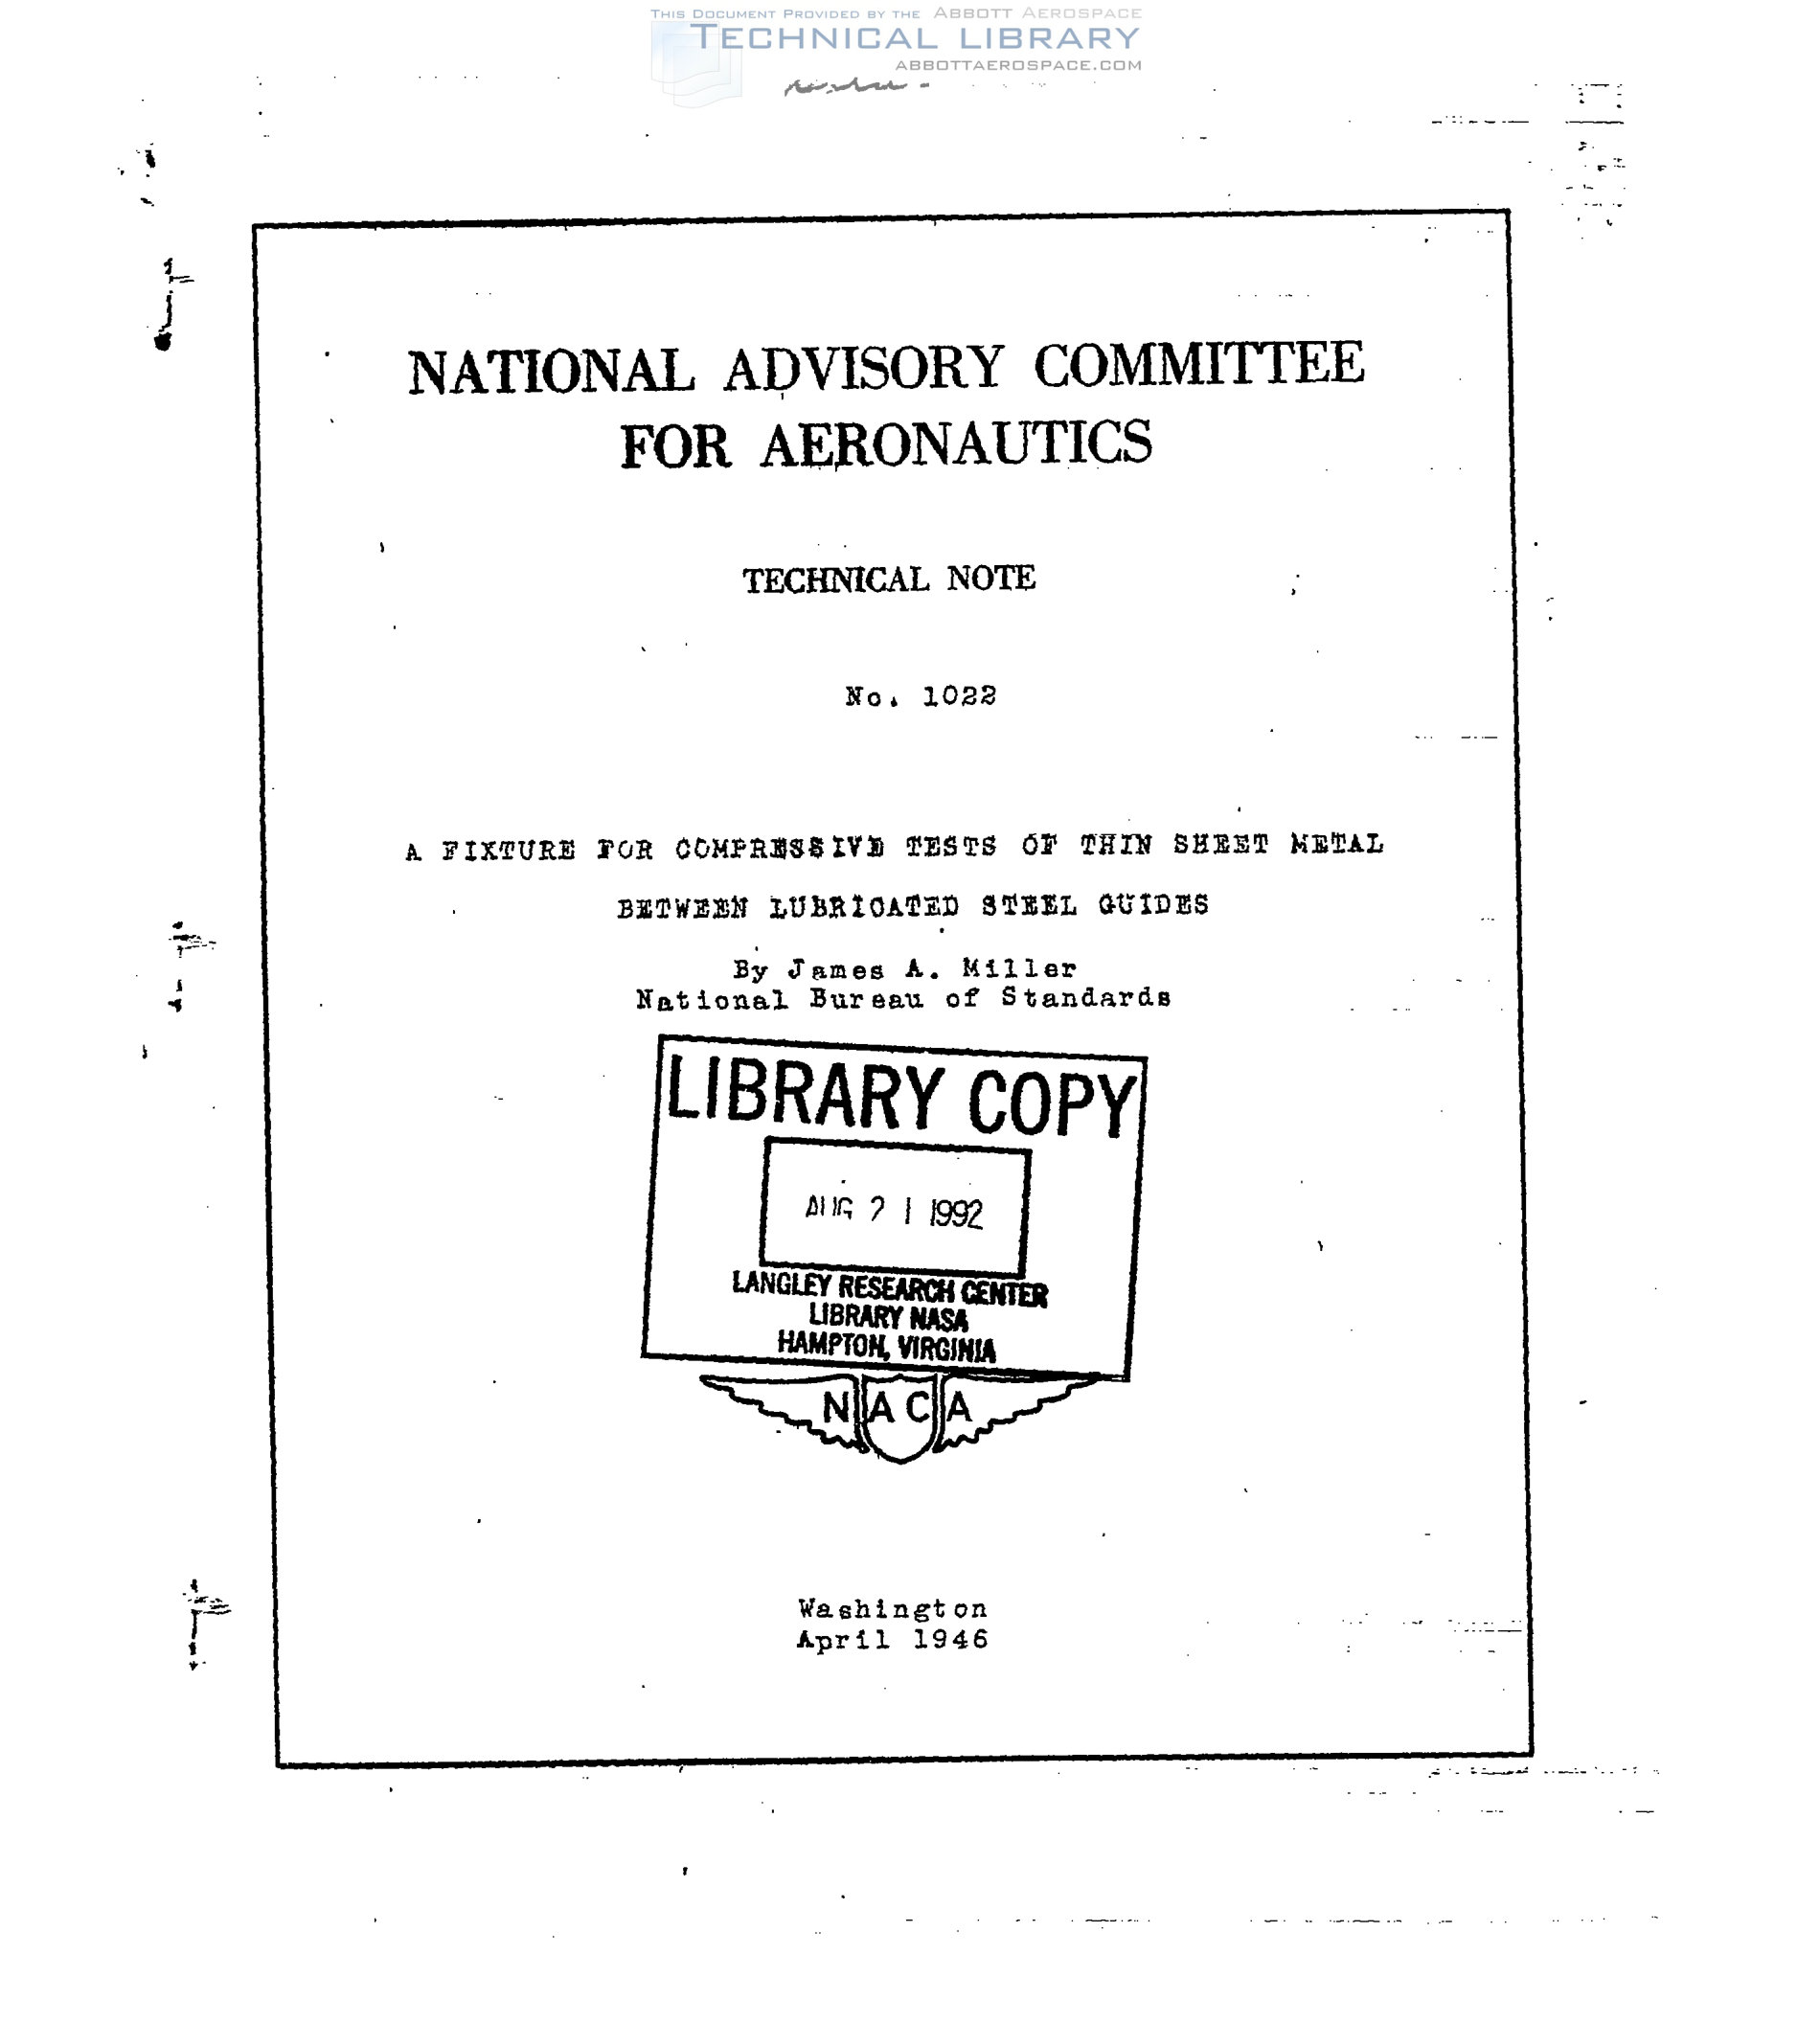 THIS DOCUMENT PROVIDED BY THE ABBOTT AEROSPACE
TECHNICAL LIBRARY
ABBOTTAEROSPACE.COM
NATIONAL ADVISORY COMMITTEE
FOR AERONAUTICS
TECHNICAL NOTE
No. 1022
A FIXTURE FOR COMPRESSIVE TESTS OF THIN SHEET METAL
BETWEEN LUBRICATED STEEL GUIDES
By James A. Miller
National Bureau of Standards
LIBRARY COPY
AUG 21 1992
LANGLEY RESEARCH CENTER
LIBRARY NASA
HAMPTON, VIRGINIA
NACA
Washington
April 1946